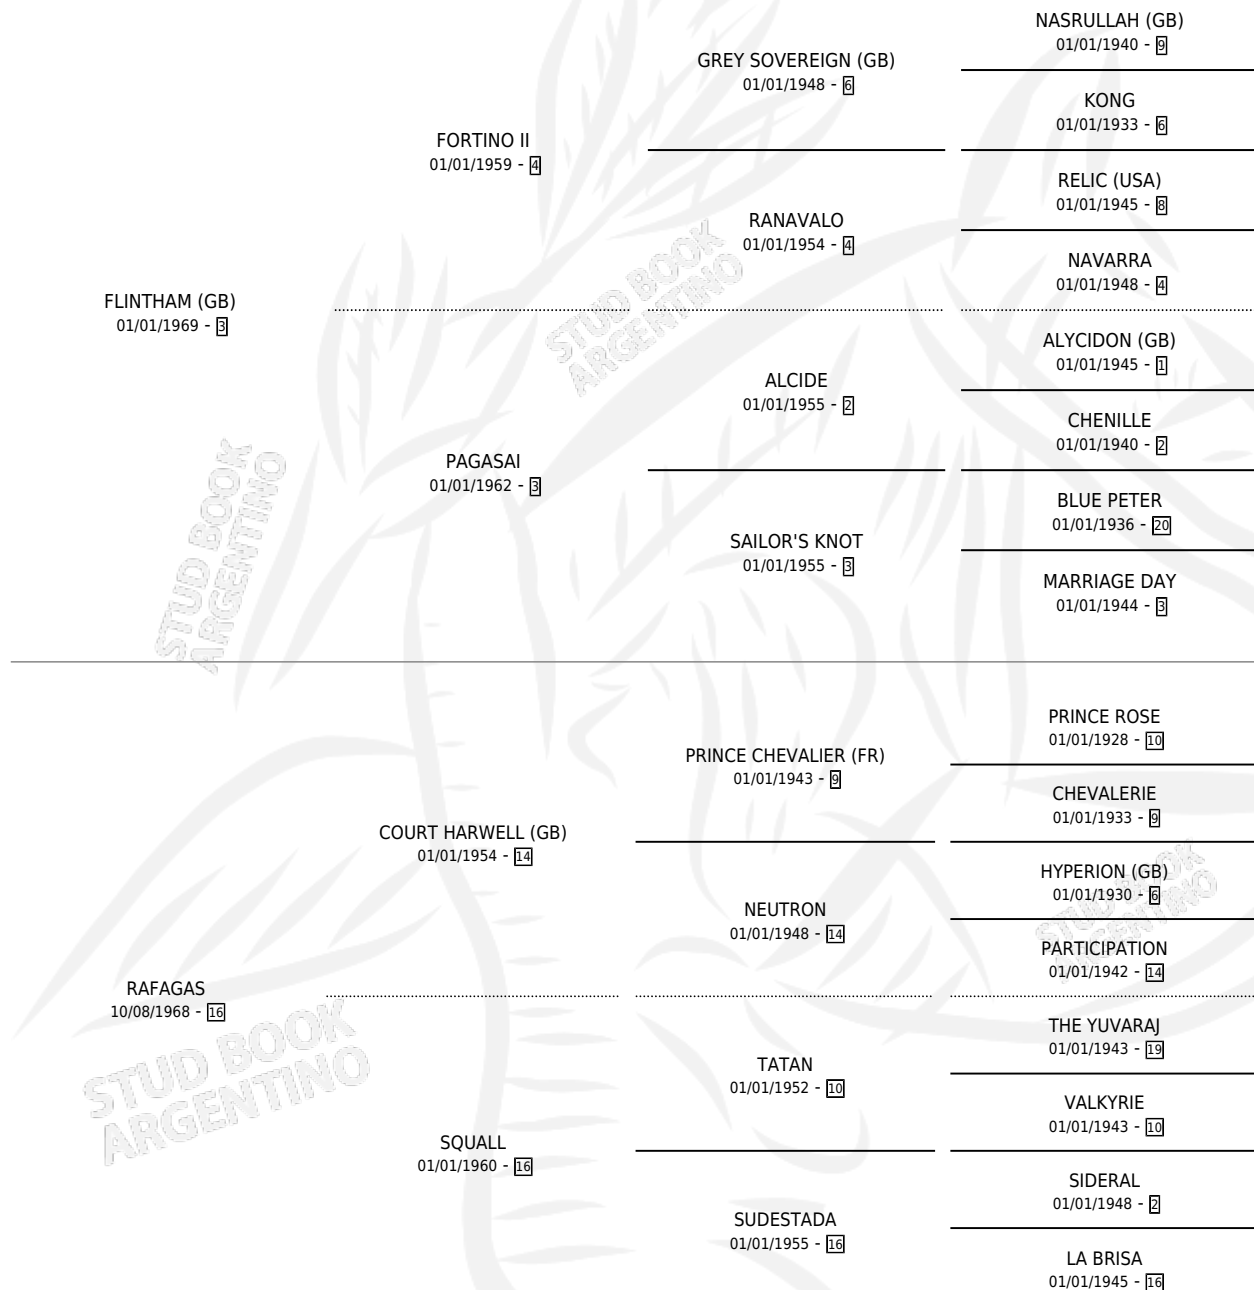 NASRULLAH (GB)
01/01/1940 - 9
GREY SOVEREIGN (GB)
01/01/1948 - 6
KONG
01/01/1933 - 6
FORTINO II
01/01/1959 - 4
RELIC (USA)
01/01/1945 - 8
RANAVALO
01/01/1954 - 4
NAVARRA
01/01/1948 - 4
FLINTHAM (GB)
01/01/1969 - 3
ALYCIDON (GB)
01/01/1945 - 1
ALCIDE
01/01/1955 - 2
CHENILLE
01/01/1940 - 2
PAGASAI
01/01/1962 - 3
BLUE PETER
01/01/1936 - 20
SAILOR'S KNOT
01/01/1955 - 3
MARRIAGE DAY
01/01/1944 - 3
PRINCE ROSE
01/01/1928 - 10
PRINCE CHEVALIER (FR)
01/01/1943 - 9
CHEVALERIE
01/01/1933 - 9
COURT HARWELL (GB)
01/01/1954 - 14
HYPERION (GB)
01/01/1930 - 6
NEUTRON
01/01/1948 - 14
PARTICIPATION
01/01/1942 - 14
RAFAGAS
10/08/1968 - 16
THE YUVARAJ
01/01/1943 - 19
TATAN
01/01/1952 - 10
VALKYRIE
01/01/1943 - 10
SQUALL
01/01/1960 - 16
SIDERAL
01/01/1948 - 2
SUDESTADA
01/01/1955 - 16
LA BRISA
01/01/1945 - 16
STUD BOOK
ARGENTINO
STUD BOOK
ARGENTINO
STUD BOOK
ARGENTINO
STUD BOOK
ARGENTINO